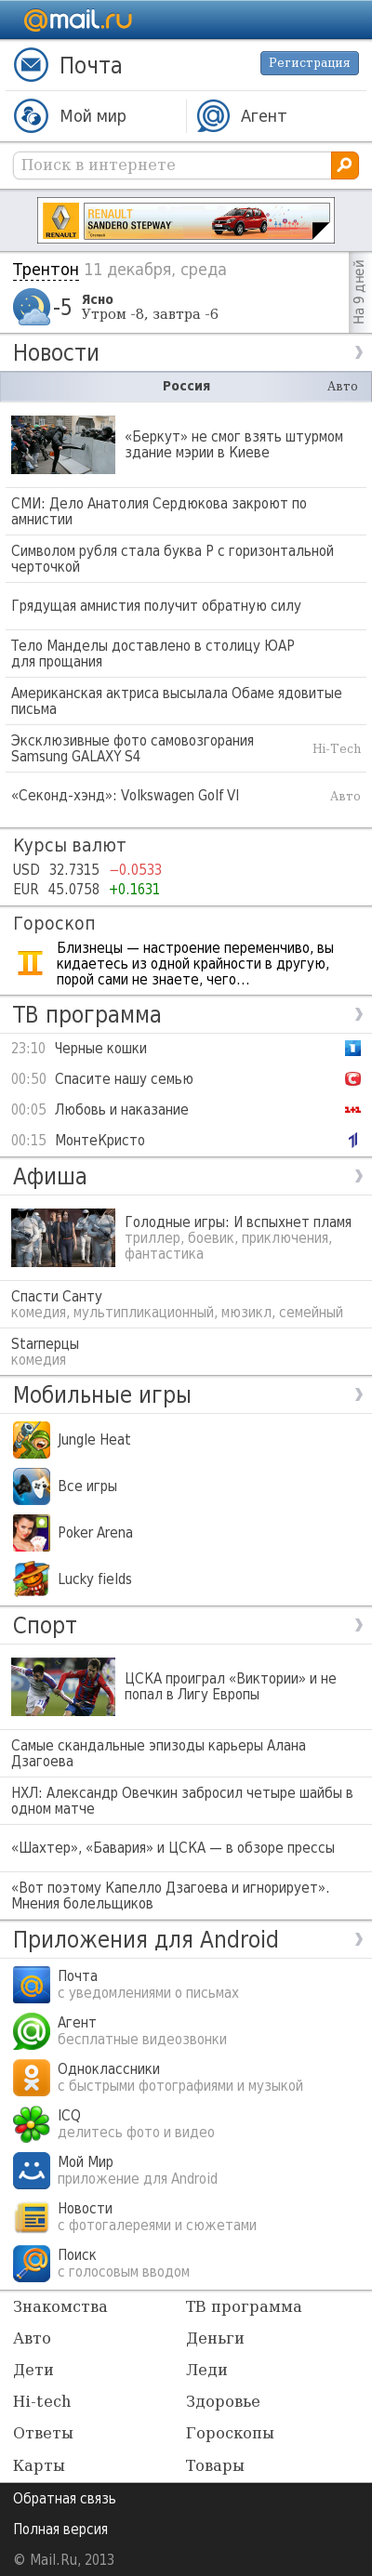 @mail.ru
Почта
Регистрация
Мой мир
Агент
Поиск в интернете
RENAULT
RENAULT
SANDERO STEPWAY*
Трентон 11 декабря, среда
-5
Ясно
Утром -8, завтра -6
На 9 дней
Новости
Россия
Авто
«Беркут» не смог взять штурмом
здание мэрии в Киеве
СМИ: Дело Анатолия Сердюкова закроют по
амнистии
Символом рубля стала буква Р с горизонтальной
черточкой
Грядущая амнистия получит обратную силу
Тело Манделы доставлено в столицу ЮАР
для прощания
Американская актриса высылала Обаме ядовитые
письма
Эксклюзивные фото самовозгорания
Samsung GALAXY S4
Hi-Tech
«Секонд-хэнд»: Volkswagen Golf VI
Авто
Курсы валют
USD 32.7315 −0.0533
EUR 45.0758 +0.1631
Гороскоп
Близнецы — настроение переменчиво, вы
кидаетесь из одной крайности в другую,
порой сами не знаете, чего...
ТВ программа
23:10 Черные кошки
00:50 Спасите нашу семью
00:05 Любовь и наказание
1+1
00:15 МонтеКристо
Афиша
Голодные игры: И вспыхнет пламя
триллер, боевик, приключения,
фантастика
Спасти Санту
комедия, мультипликационный, мюзикл, семейный
Starперцы
комедия
Мобильные игры
Jungle Heat
Все игры
Poker Arena
Lucky fields
Спорт
ЦСКА проиграл «Виктории» и не
попал в Лигу Европы
Самые скандальные эпизоды карьеры Алана
Дзагоева
НХЛ: Александр Овечкин забросил четыре шайбы в
одном матче
«Шахтер», «Бавария» и ЦСКА — в обзоре прессы
«Вот поэтому Капелло Дзагоева и игнорирует».
Мнения болельщиков
Приложения для Android
Почта
с уведомлениями о письмах
Агент
бесплатные видеозвонки
Одноклассники
с быстрыми фотографиями и музыкой
ICQ
делитесь фото и видео
Мой Мир
приложение для Android
Новости
с фотогалереями и сюжетами
Поиск
с голосовым вводом
Знакомства
ТВ программа
Авто
Деньги
Дети
Леди
Hi-tech
Здоровье
Ответы
Гороскопы
Карты
Товары
Обратная связь
Полная версия
© Mail.Ru, 2013